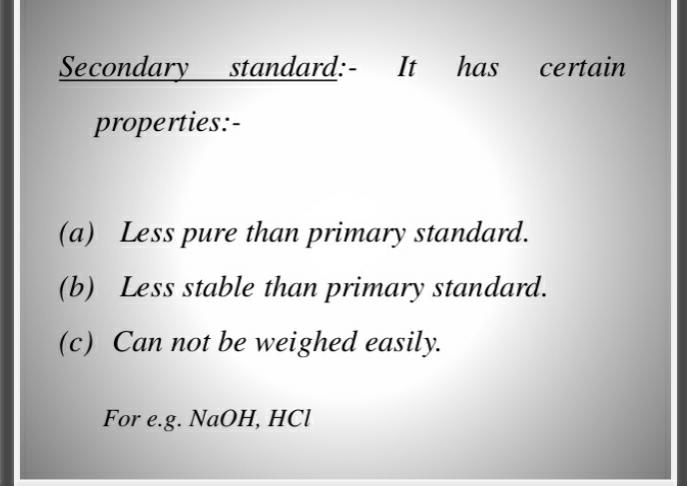 Secondary standard:- It has certain
properties:-
(a) Less pure than primary standard.
(b) Less stable than primary standard.
(c) Can not be weighed easily.
For e.g. NaOH, HCl